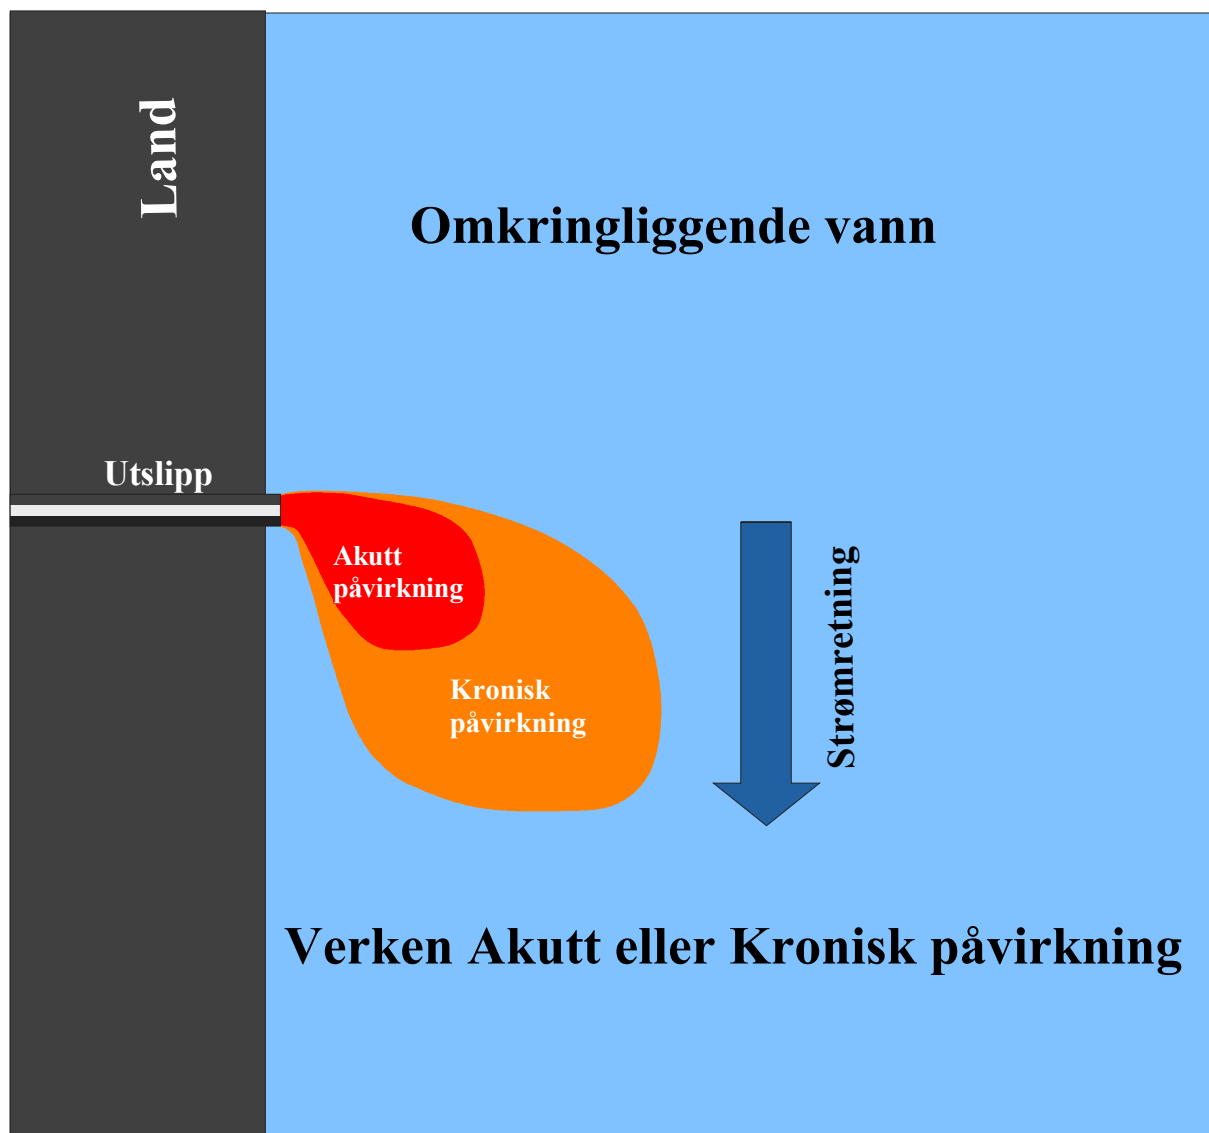 Land
Omkringliggende vann
Utslipp
Akutt
påvirkning
Kronisk
påvirkning
Strømretning
Verken Akutt eller Kronisk påvirkning